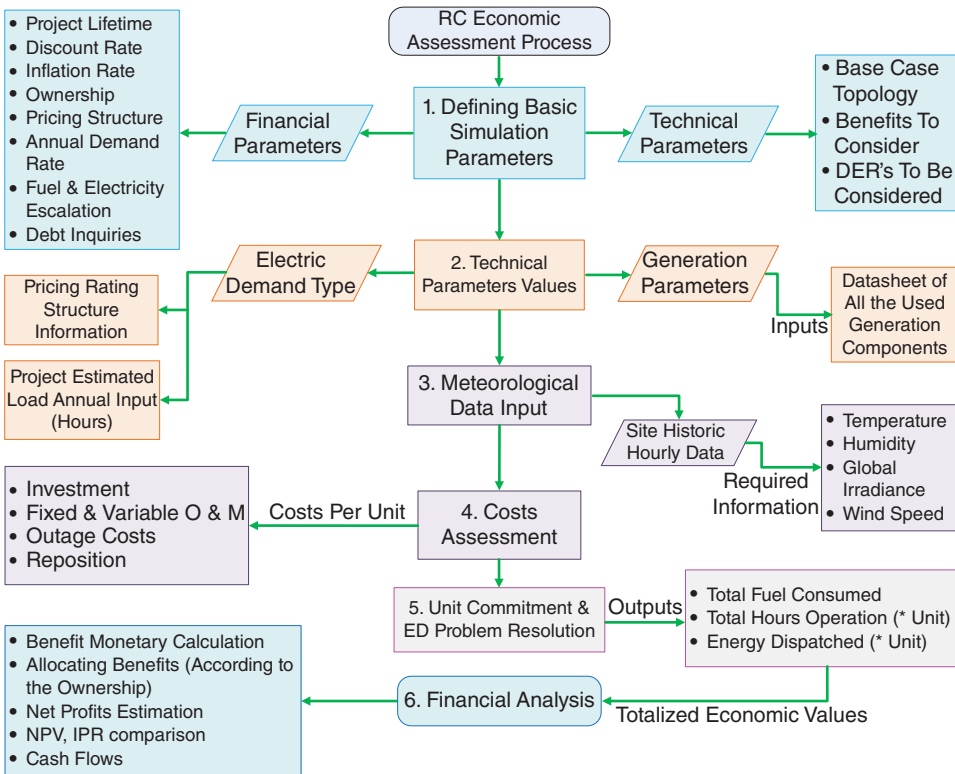 RC Economic
Assessment Process
• Project Lifetime
• Discount Rate
• Inflation Rate
• Ownership
• Pricing Structure
• Annual Demand
Rate
• Fuel & Electricity
Escalation
• Debt Inquiries
Financial
Parameters
1. Defining Basic
Simulation
Parameters
Technical
Parameters
• Base Case
Topology
• Benefits To
Consider
• DER's To Be
Considered
Pricing Rating
Structure
Information
Project Estimated
Load Annual Input
(Hours)
Electric
Demand Type
2. Technical
Parameters Values
Generation
Parameters
Inputs
Datasheet of
All the Used
Generation
Components
3. Meteorological
Data Input
Site Historic
Hourly Data
Required
Information
• Temperature
• Humidity
• Global
Irradiance
• Wind Speed
• Investment
• Fixed & Variable O & M
• Outage Costs
• Reposition
Costs Per Unit
4. Costs
Assessment
5. Unit Commitment &
ED Problem Resolution
Outputs
• Total Fuel Consumed
• Total Hours Operation (* Unit)
• Energy Dispatched (* Unit)
• Benefit Monetary Calculation
• Allocating Benefits (According to
the Ownership)
• Net Profits Estimation
• NPV, IPR comparison
• Cash Flows
6. Financial Analysis
Totalized Economic Values